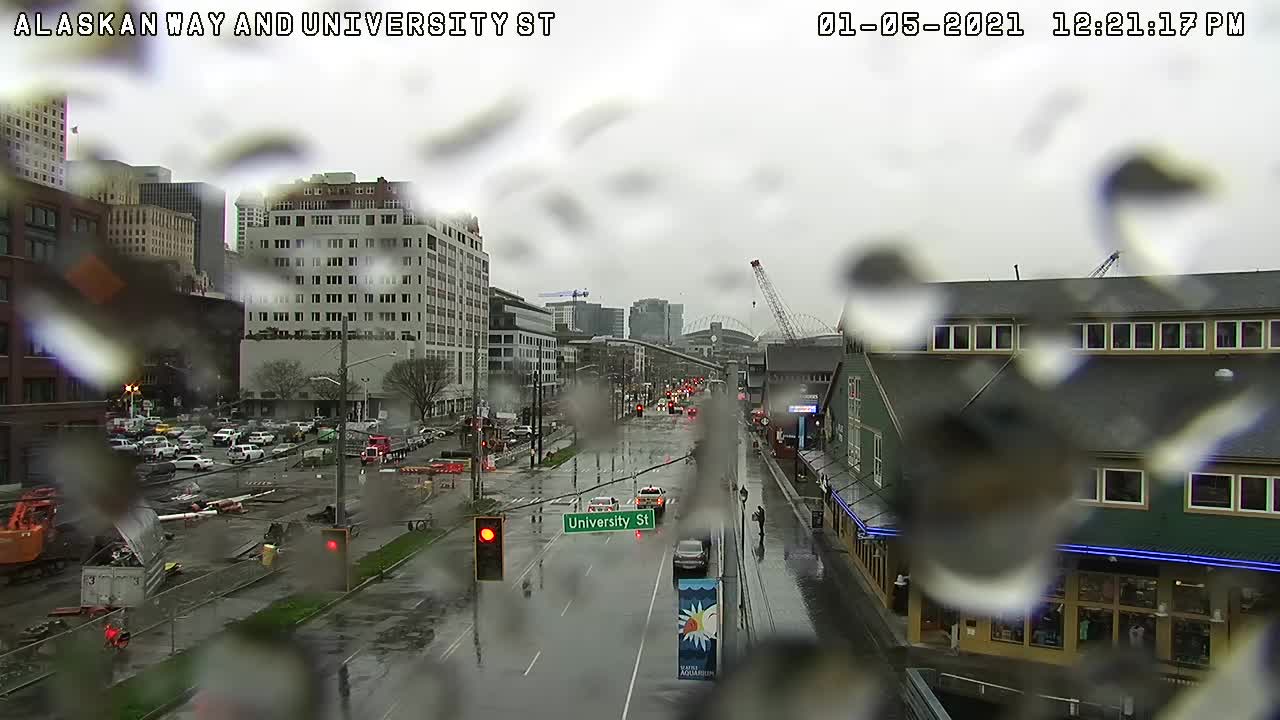 ALASKAN WAY AND UNIVERSITY ST
01-05-2021 12:21:17 PM
University St
SEATTLE
AQUARIUM